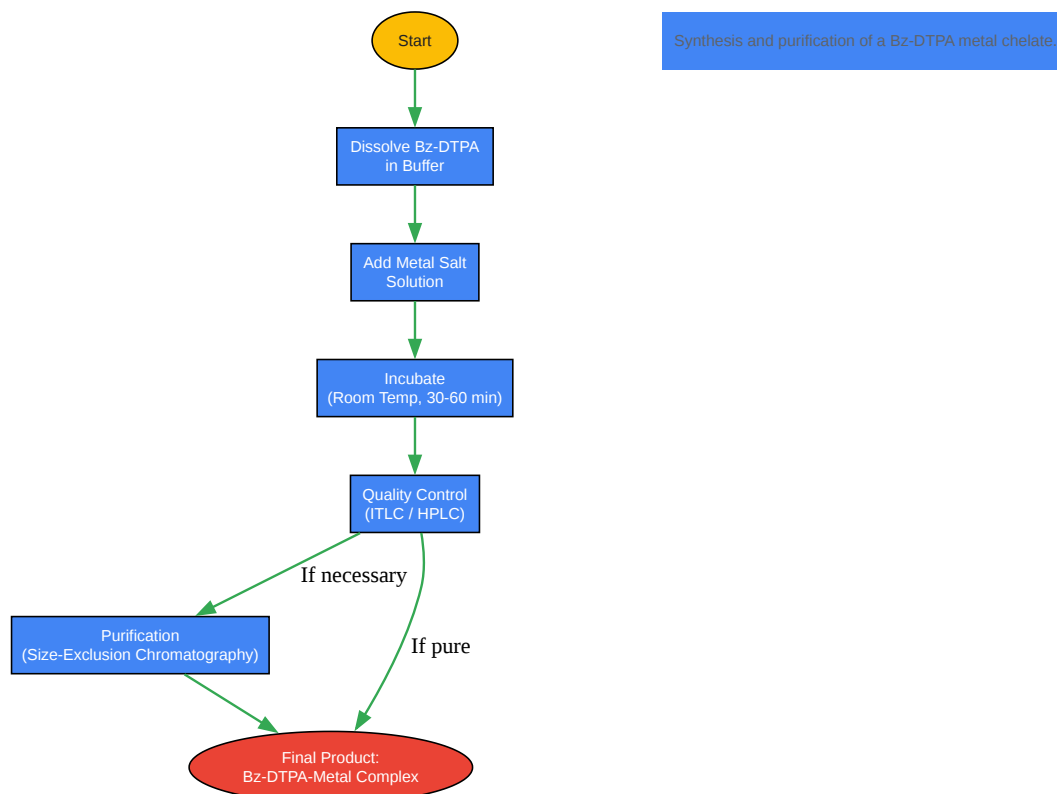 Start
Synthesis and purification of a Bz-DTPA metal chelate.
Dissolve Bz-DTPA
in Buffer
Add Metal Salt
Solution
Incubate
(Room Temp, 30-60 min)
Quality Control
(ITLC / HPLC)
If necessary
Purification
(Size-Exclusion Chromatography)
If pure
Final Product:
Bz-DTPA-Metal Complex